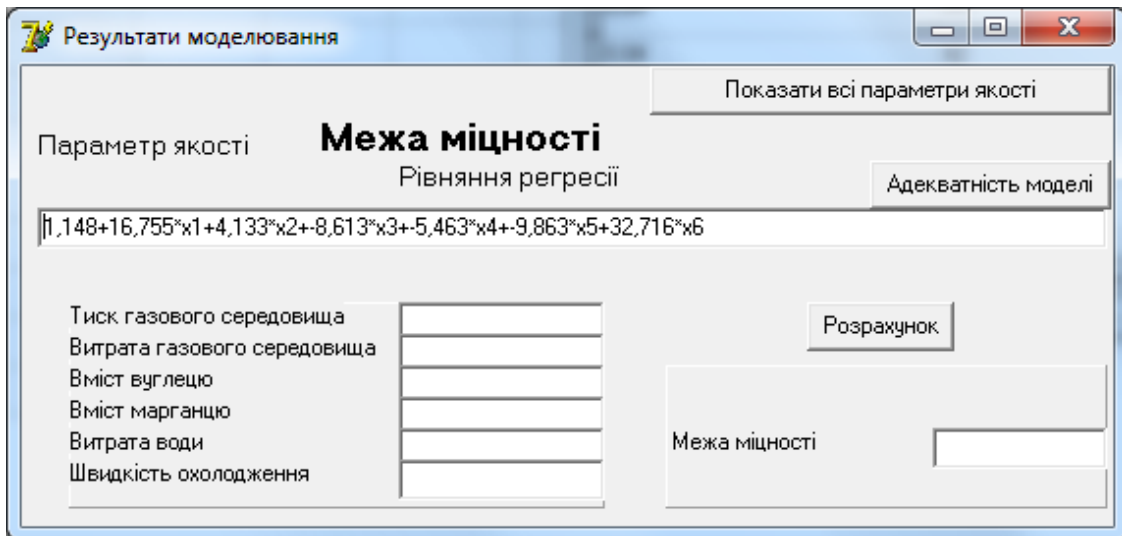 Результати моделювання
Показати всі параметри якості
Параметр якості Межа міцності
Рівняння регресії
Адекватність моделі
1,148+16,755*x1+4,133*x2+-8,613*x3+-5,463*x4+-9,863*x5+32,716*x6
Тиск газового середовища
Розрахунок
Витрата газового середовища
Вміст вуглецю
Вміст марганцю
Витрата води
Межа міцності
Швидкість охолодження